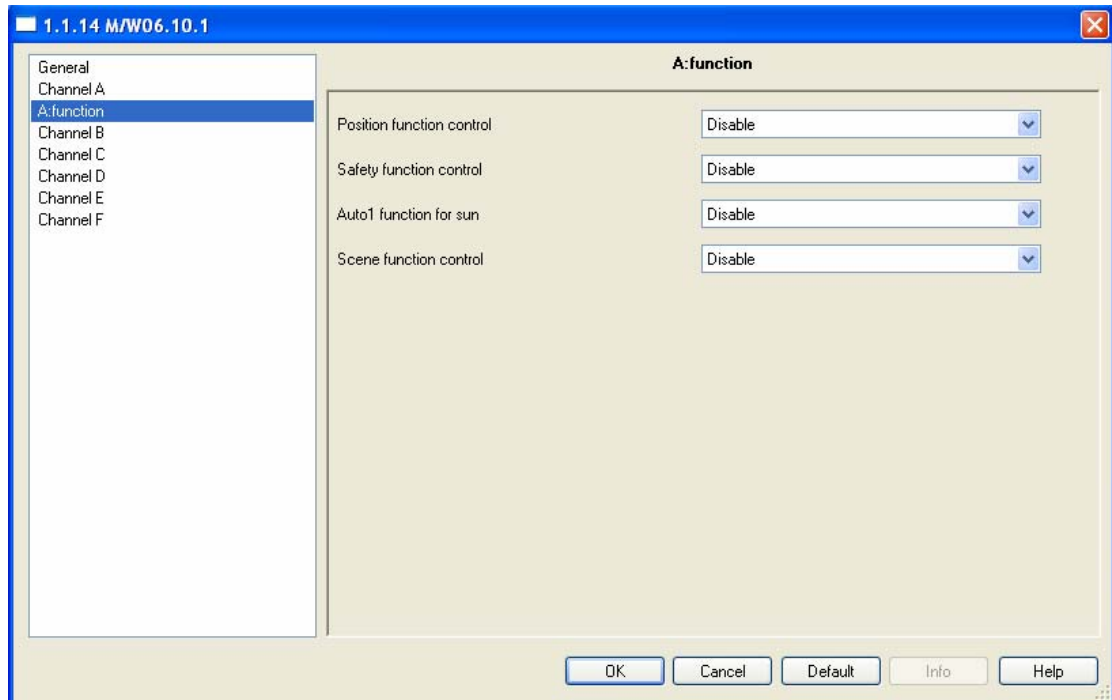 1.1.14 M/W06.10.1
General
Channel A
A:function
Channel B
Channel C
Channel D
Channel E
Channel F
A:function
Position function control Disable
Safety function control Disable
Auto1 function for sun Disable
Scene function control Disable
OK Cancel Default Info Help